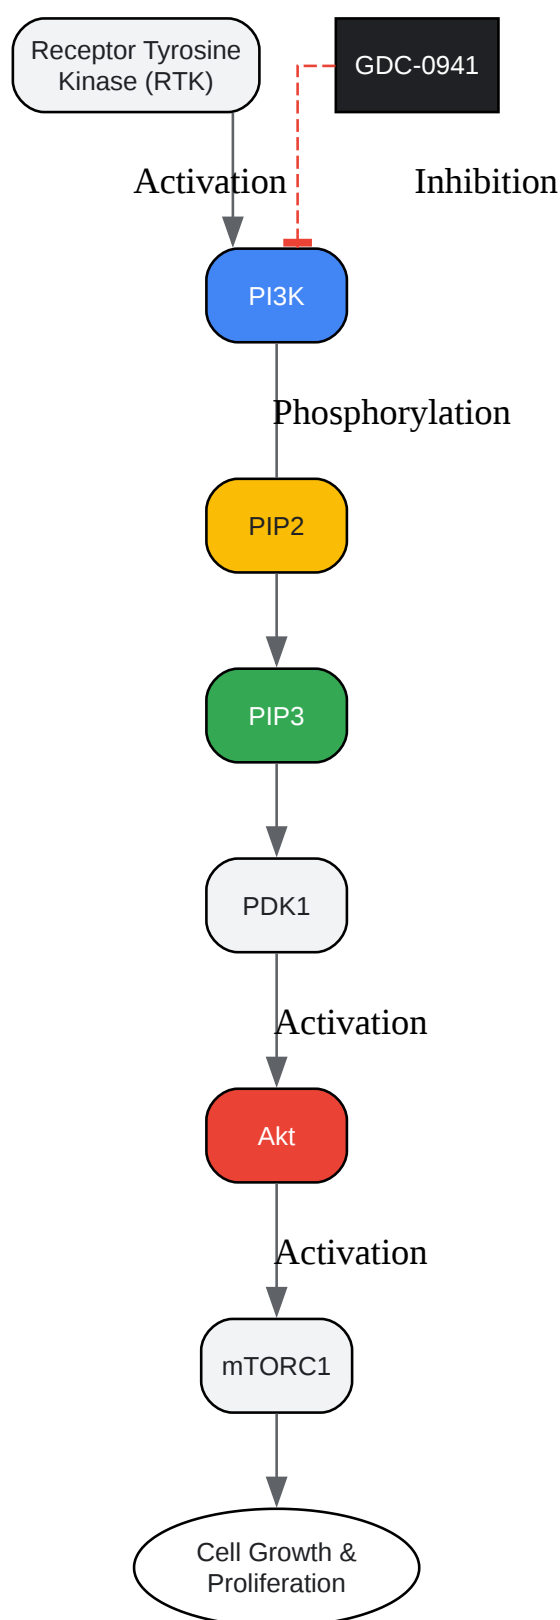 Receptor Tyrosine
Kinase (RTK)
GDC-0941
Activation
Inhibition
PI3K
Phosphorylation
PIP2
PIP3
PDK1
Activation
Akt
Activation
mTORC1
Cell Growth &
Proliferation